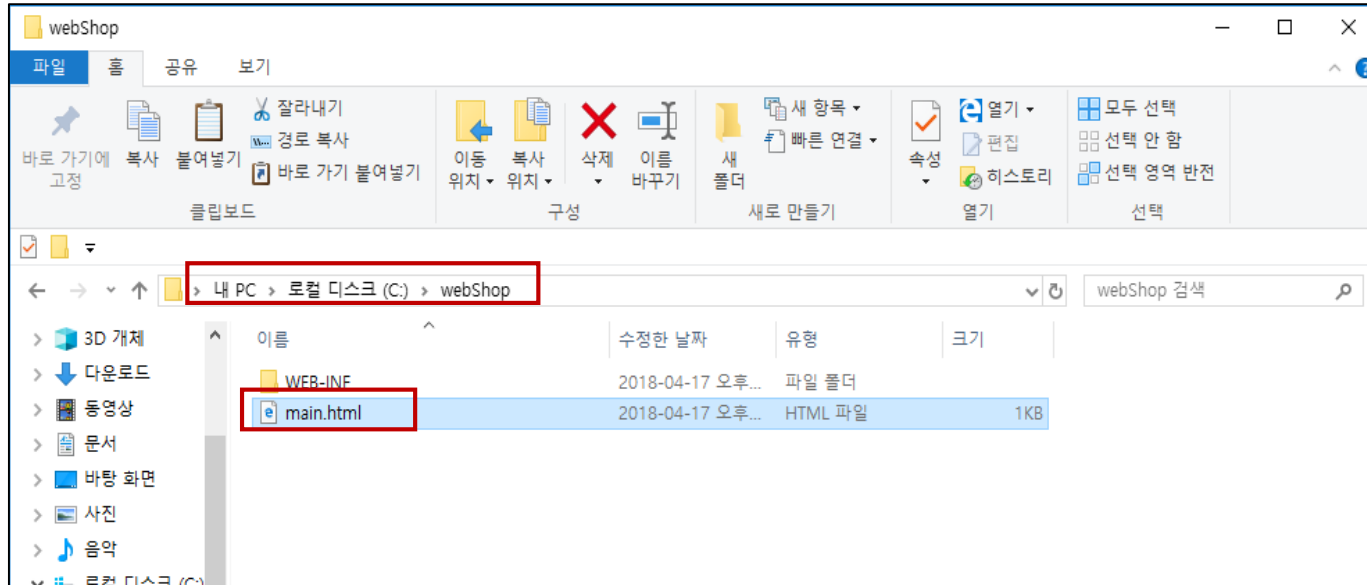 webShop
파일 홈 공유 보기
바로 가기에 고정
복사
붙여넣기
잘라내기
경로 복사
바로 가기 붙여넣기
클립보드
이동 위치
복사 위치
삭제
이름 바꾸기
구성
새 폴더
새 항목
빠른 연결
새로 만들기
속성
열기
편집
히스토리
열기
모두 선택
선택 안 함
선택 영역 반전
선택
내 PC > 로컬 디스크 (C:) > webShop
webShop 검색
이름 수정한 날짜 유형 크기
WEB-INF 2018-04-17 오후... 파일 폴더
main.html 2018-04-17 오후... HTML 파일 1KB
3D 개체
다운로드
동영상
문서
바탕 화면
사진
음악
로컬 디스크 (C:)